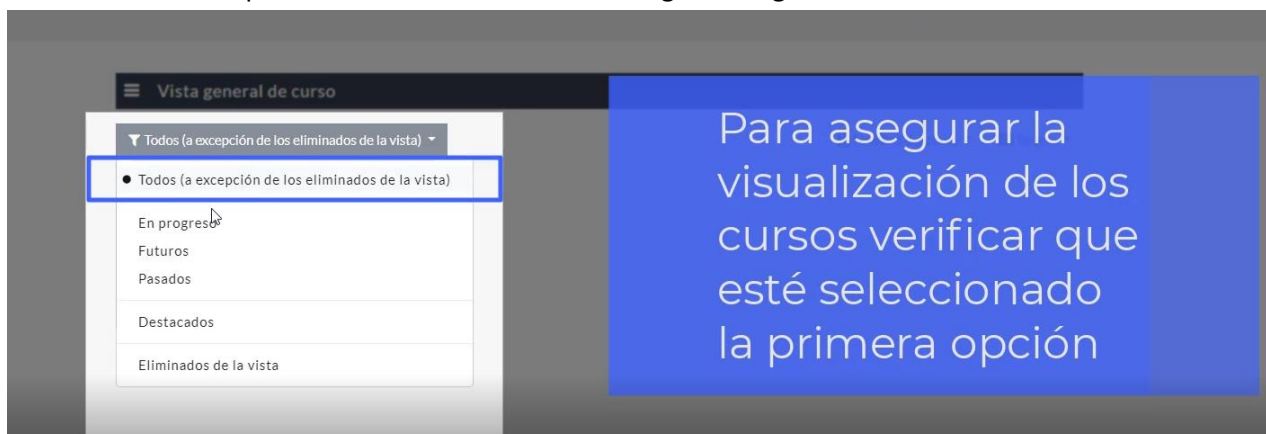 Vista general de curso
Todos (a excepción de los eliminados de la vista)
Todos (a excepción de los eliminados de la vista)
En progreso
Futuros
Pasados
Destacados
Eliminados de la vista
Para asegurar la
visualización de los
cursos verificar que
esté seleccionado
la primera opción